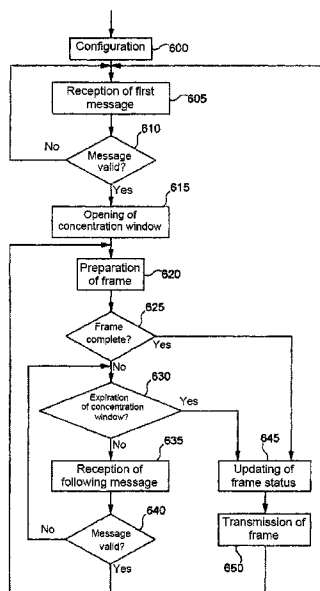 Configuration
600
Reception of first
message
605
610
Message
valid?
No
Yes
615
Opening of
concentration window
Preparation
of frame
620
625
Frame
complete?
Yes
No
630
Expiration
of concentration
window?
Yes
No
635
645
Reception of
following message
Updating of
frame status
640
No
Message
valid?
Yes
Transmission of
frame
650